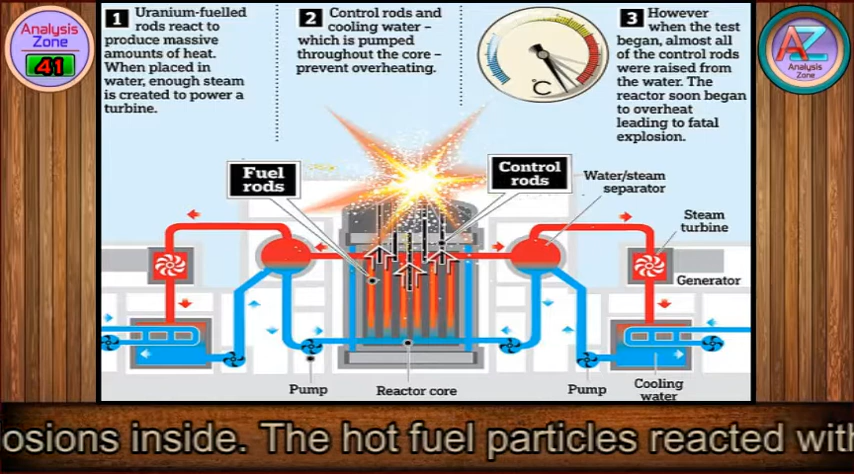 Analysis
Zone
41
1 Uranium-fuelled
rods react to
produce massive
amounts of heat.
When placed in
water, enough steam
is created to power a
turbine.
2 Control rods and
cooling water –
which is pumped
throughout the core –
prevent overheating.
°C
3 However
when the test
began, almost all
of the control rods
were raised from
the water. The
reactor soon began
to overheat
leading to fatal
explosion.
AZ
Analysis
Zone
Fuel
rods
Control
rods
Water/steam
separator
Steam
turbine
Generator
Pump
Reactor core
Pump
Cooling
water
osions inside. The hot fuel particles reacted with